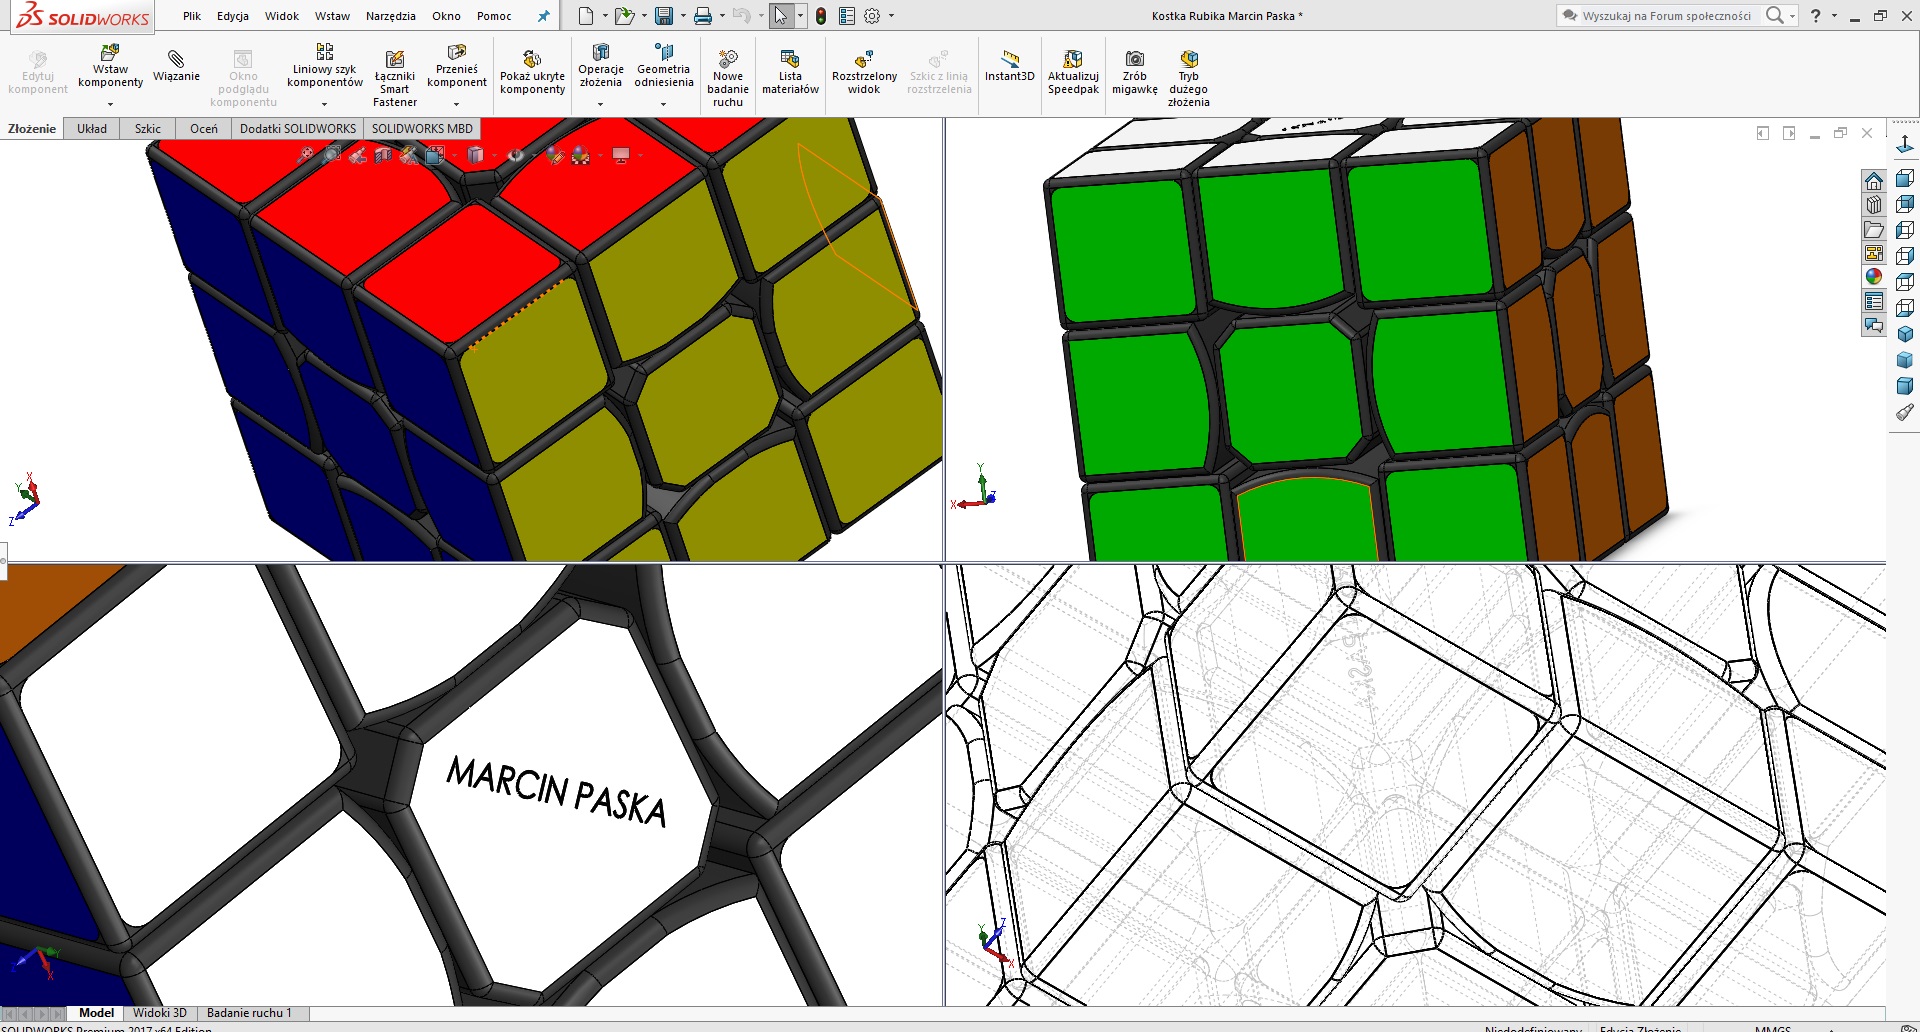 SOLIDWORKS
Plik Edycja Widok Wstaw Narzędzia Okno Pomoc
Kostka Rubika Marcin Paska *
Wyszukaj na Forum społeczności
?
Edytuj komponent
Wstaw komponenty
Wiązanie
Okno podglądu komponentu
Liniowy szyk komponentów
Łączniki Smart Fastener
Przenieś komponent
Pokaż ukryte komponenty
Operacje złożenia
Geometria odniesienia
Nowe badanie ruchu
Lista materiałów
Rozstrzelony widok
Szkic z linią rozstrzelenia
Instant3D
Aktualizuj Speedpak
Zrób migawkę
Tryb dużego złożenia
Złożenie Układ Szkic Oceń Dodatki SOLIDWORKS SOLIDWORKS MBD
X
Y
Z
Y
X
Z
MARCIN PASKA
Z
Y
X
Z
Y
X
Model Widoki 3D Badanie ruchu 1
SOLIDWORKS Premium 2017 x64 Edition
Niedodefiniowany Edycja Złożenie MMGS